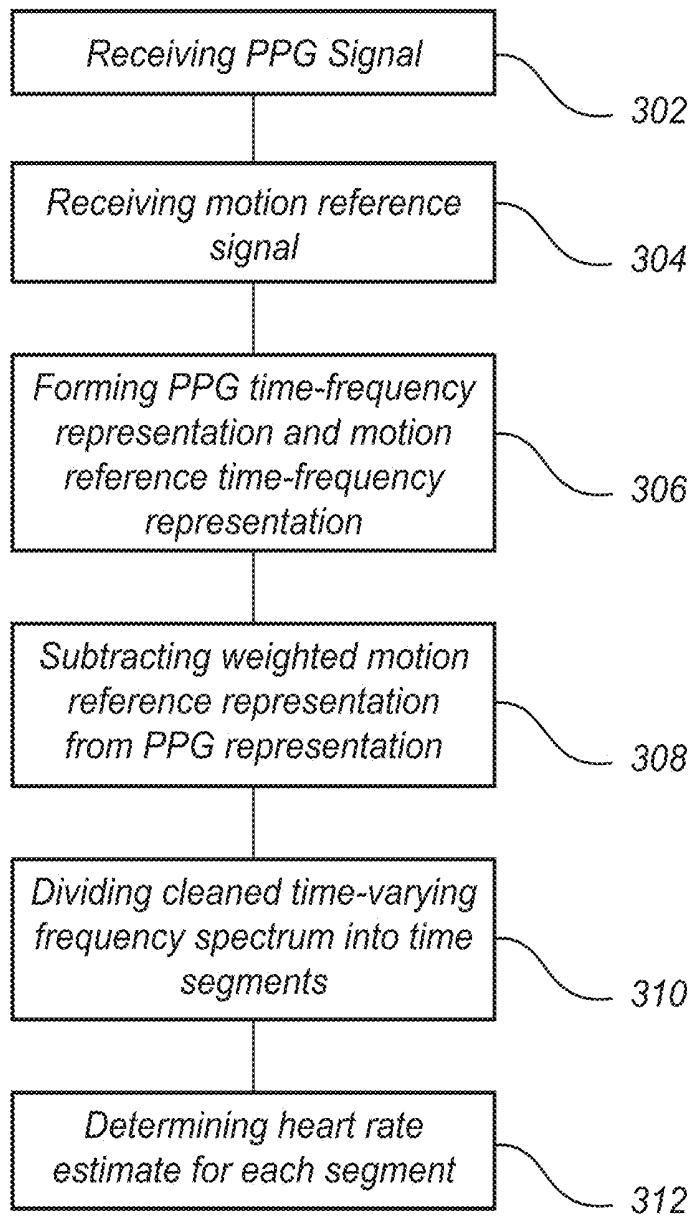 Receiving PPG Signal
302
Receiving motion reference
signal
304
Forming PPG time-frequency
representation and motion
reference time-frequency
representation
306
Subtracting weighted motion
reference representation
from PPG representation
308
Dividing cleaned time-varying
frequency spectrum into time
segments
310
Determining heart rate
estimate for each segment
312